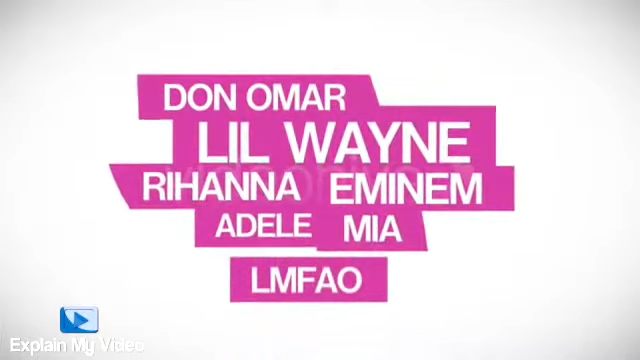 DON OMAR
LIL WAYNE
RIHANNA EMINEM
ADELE MIA
LMFAO
Explain My Video